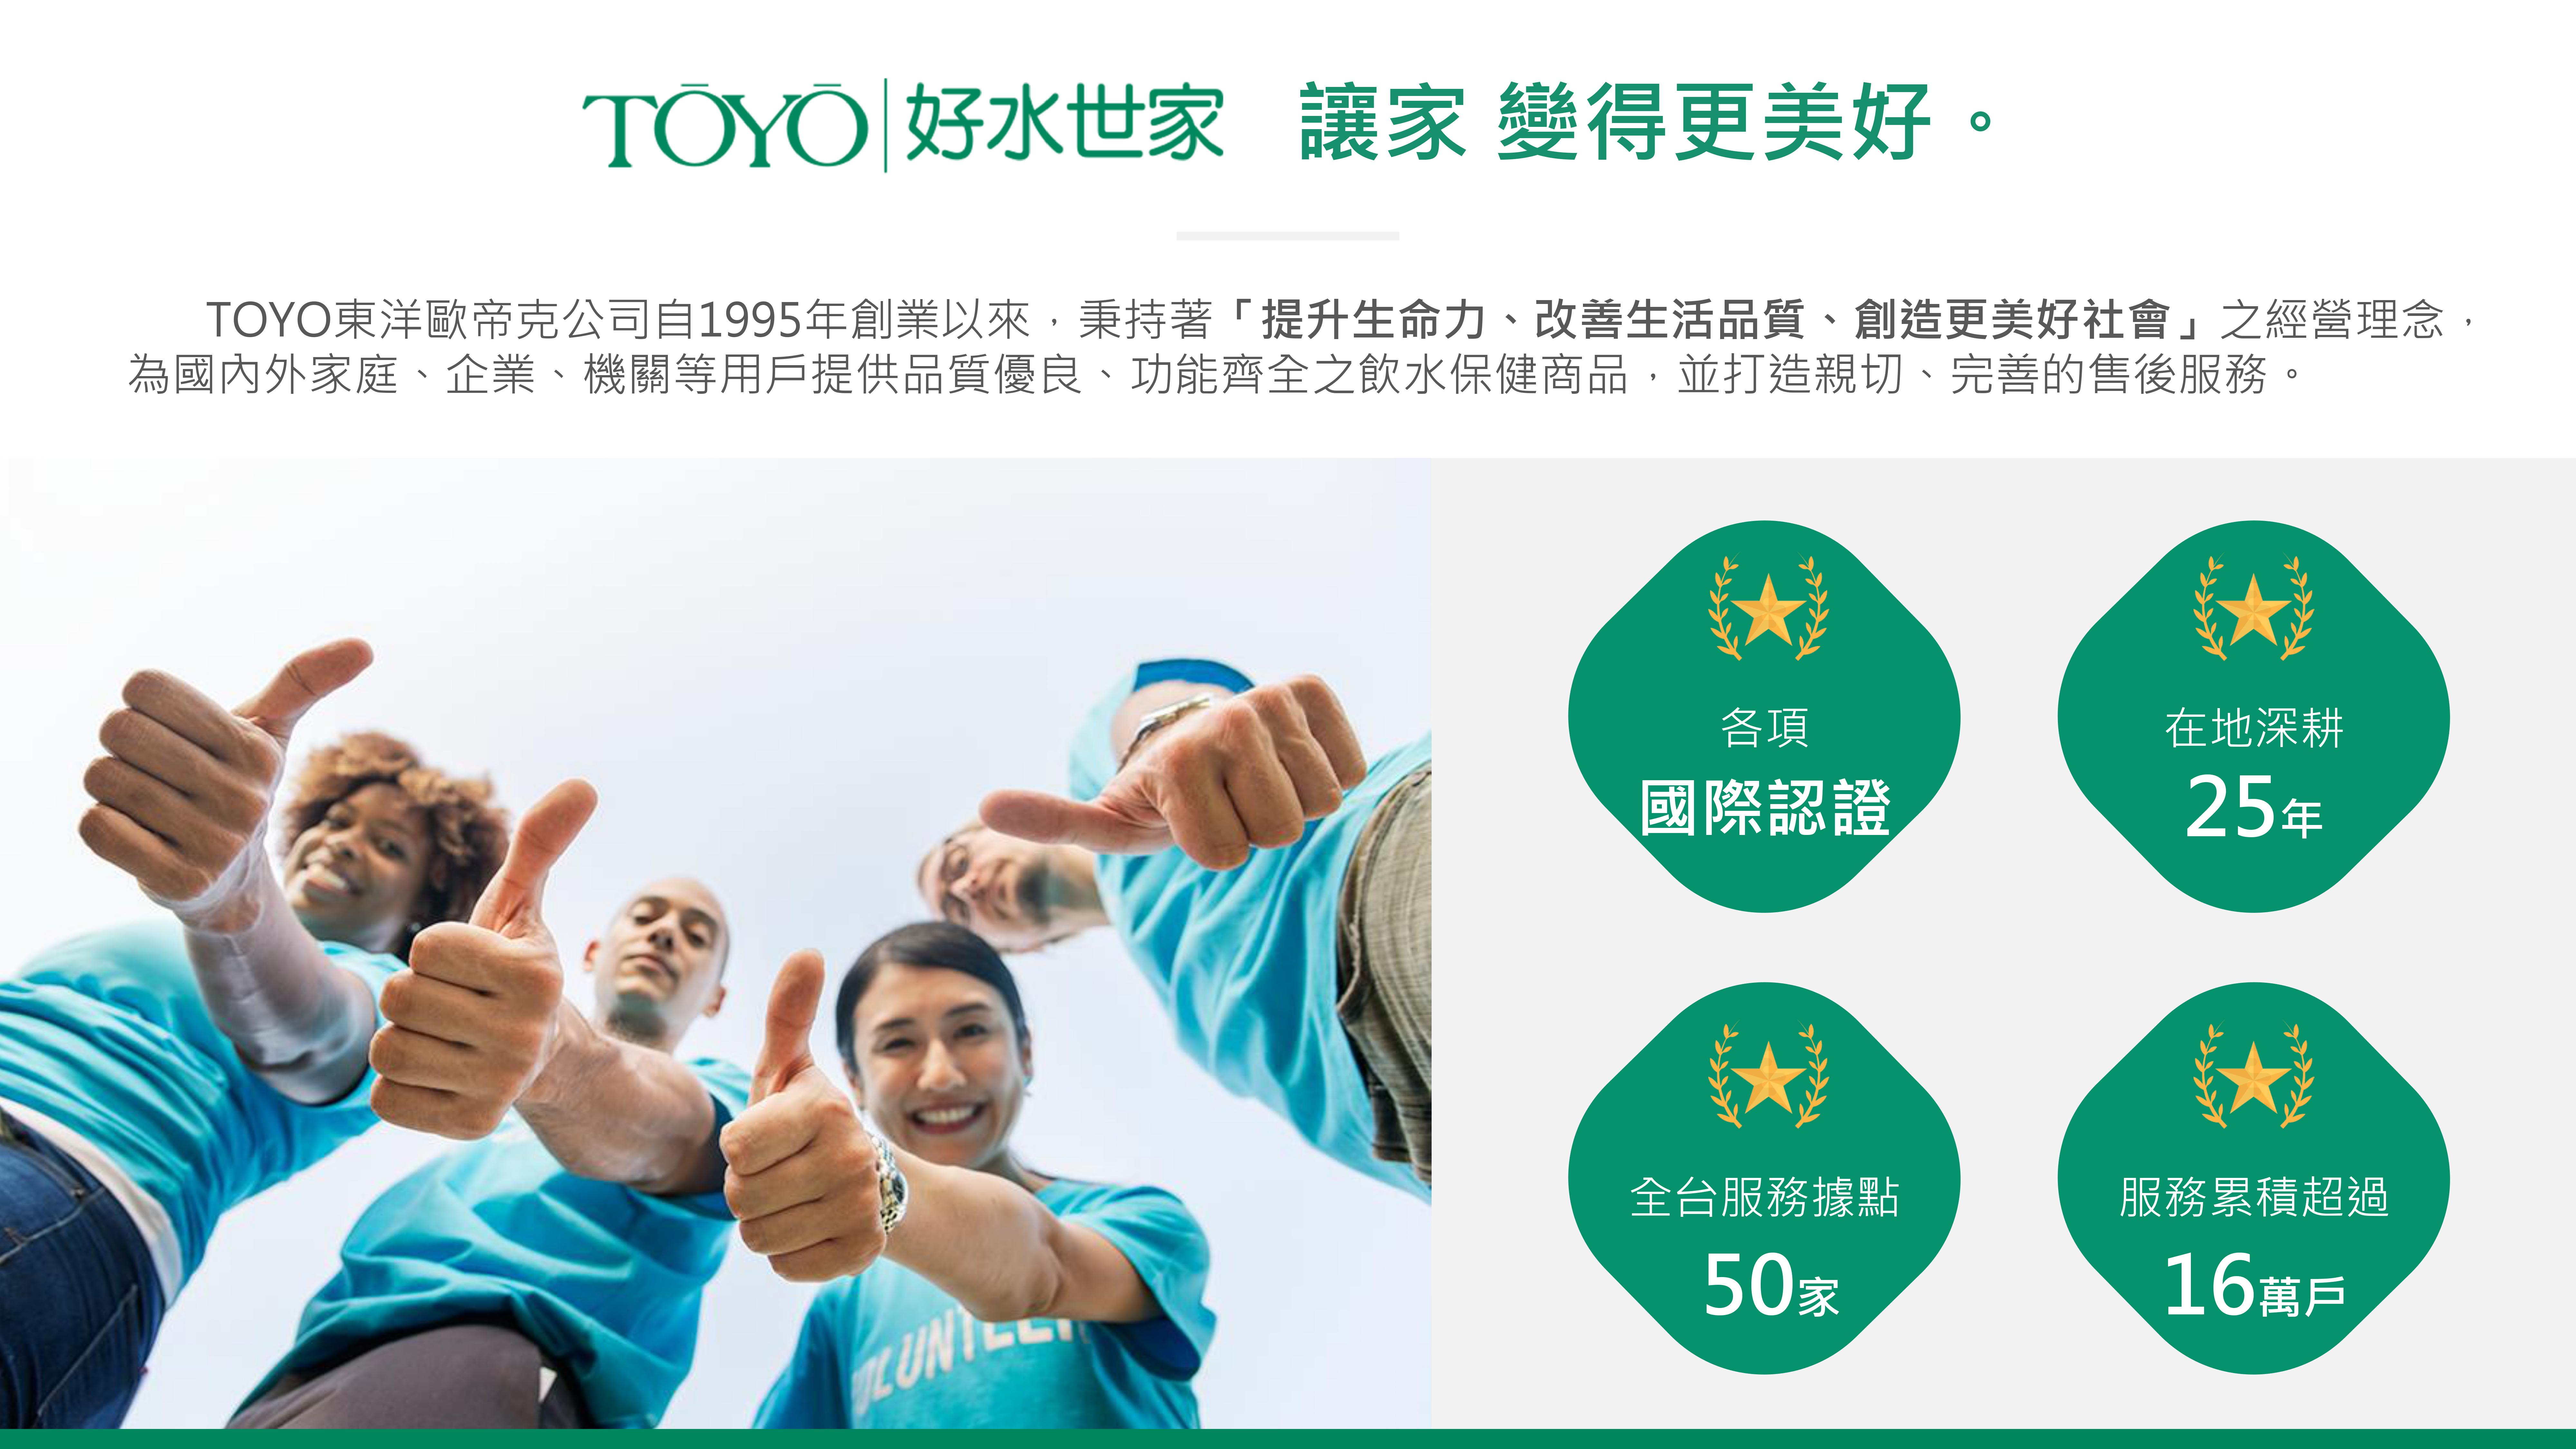 TOYO 好水世家 讓家 變得更美好。
TOYO東洋歐帝克公司自1995年創業以來，秉持著「提升生命力、改善生活品質、創造更美好社會」之經營理念，
為國內外家庭、企業、機關等用戶提供品質優良、功能齊全之飲水保健商品，並打造親切、完善的售後服務。
各項
國際認證
在地深耕
25年
全台服務據點
50家
服務累積超過
16萬戶